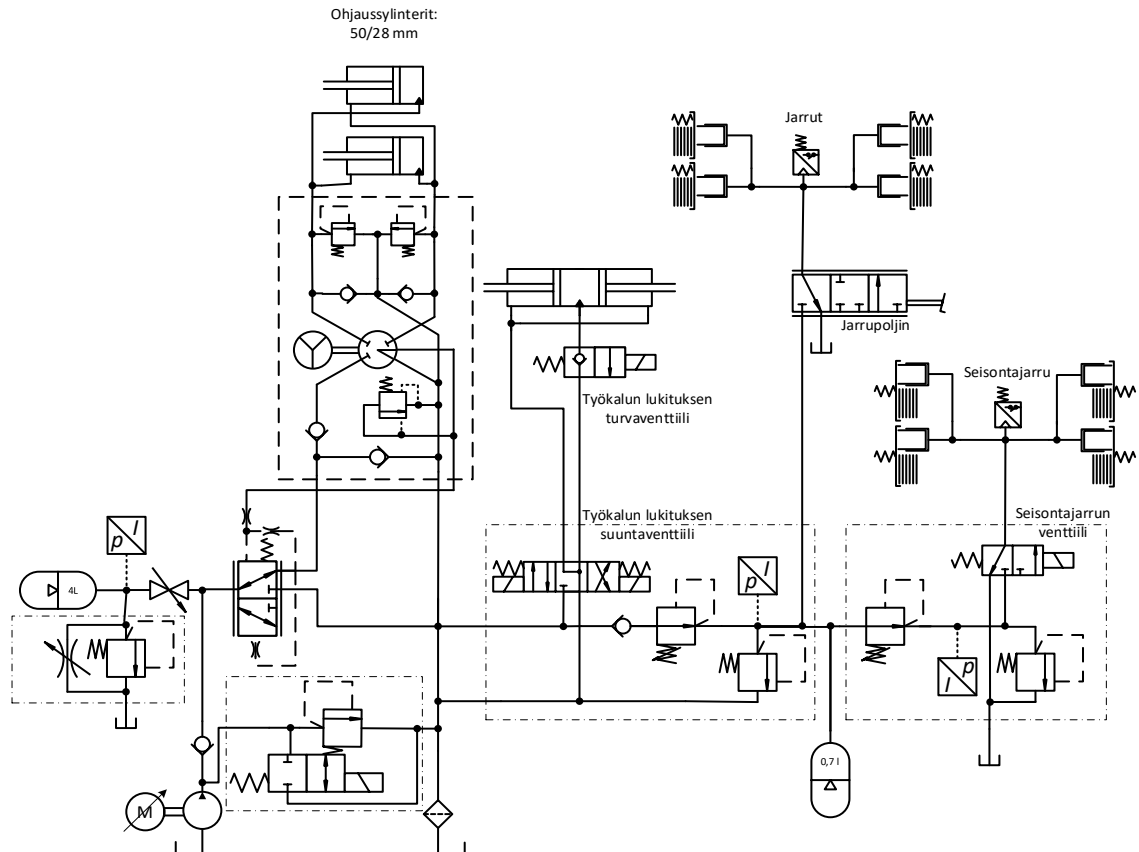 Ohjaussylinterit:
50/28 mm
Jarrut
Jarrupoljin
Seisontajarru
Työkalun lukituksen
turvaventtiili
Työkalun lukituksen
suuntaventtiili
Seisontajarrun
venttiili
p I
4L
p I
p I
0,7 l
M